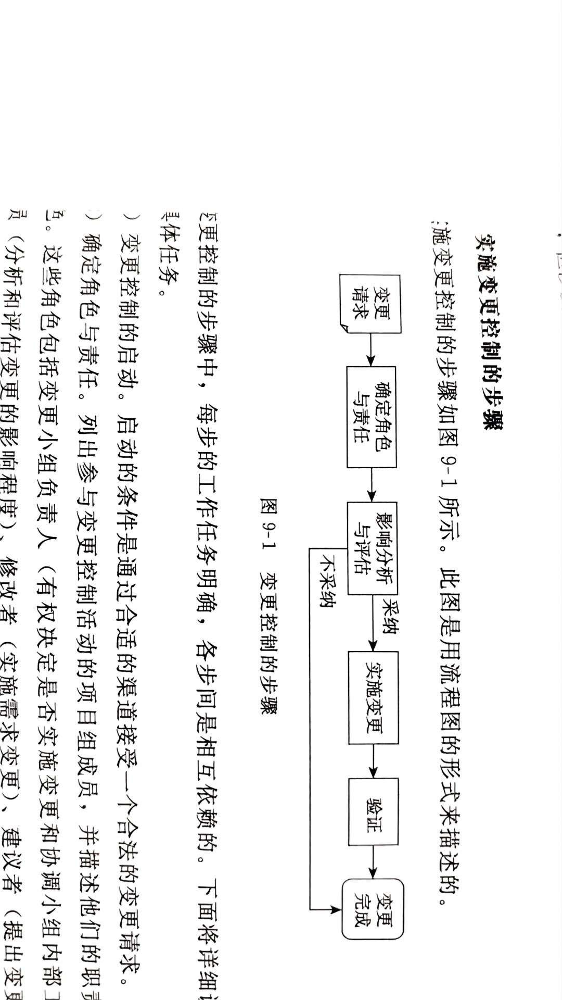 实施变更控制的步骤
施变更控制的步骤如图 9-1 所示。此图是用流程图的形式来描述的。
变更
请求
确定角色
与责任
影响分析
与评估
采纳
不采纳
实施变更
验证
变更
完成
图 9-1 变更控制的步骤
变更控制的步骤中，每步的工作任务明确，各步间是相互依赖的。下面将详细
具体任务。
）变更控制的启动。启动的条件是通过合适的渠道接受一个合法的变更请求。
）确定角色与责任。列出参与变更控制活动的项目组成员，并描述他们的职责
色。这些角色包括变更小组负责人（有权决定是否实施变更和协调小组内部工
员（分析和评估变更的影响程度）、修改者（实施需求变更）、建议者（提出变更